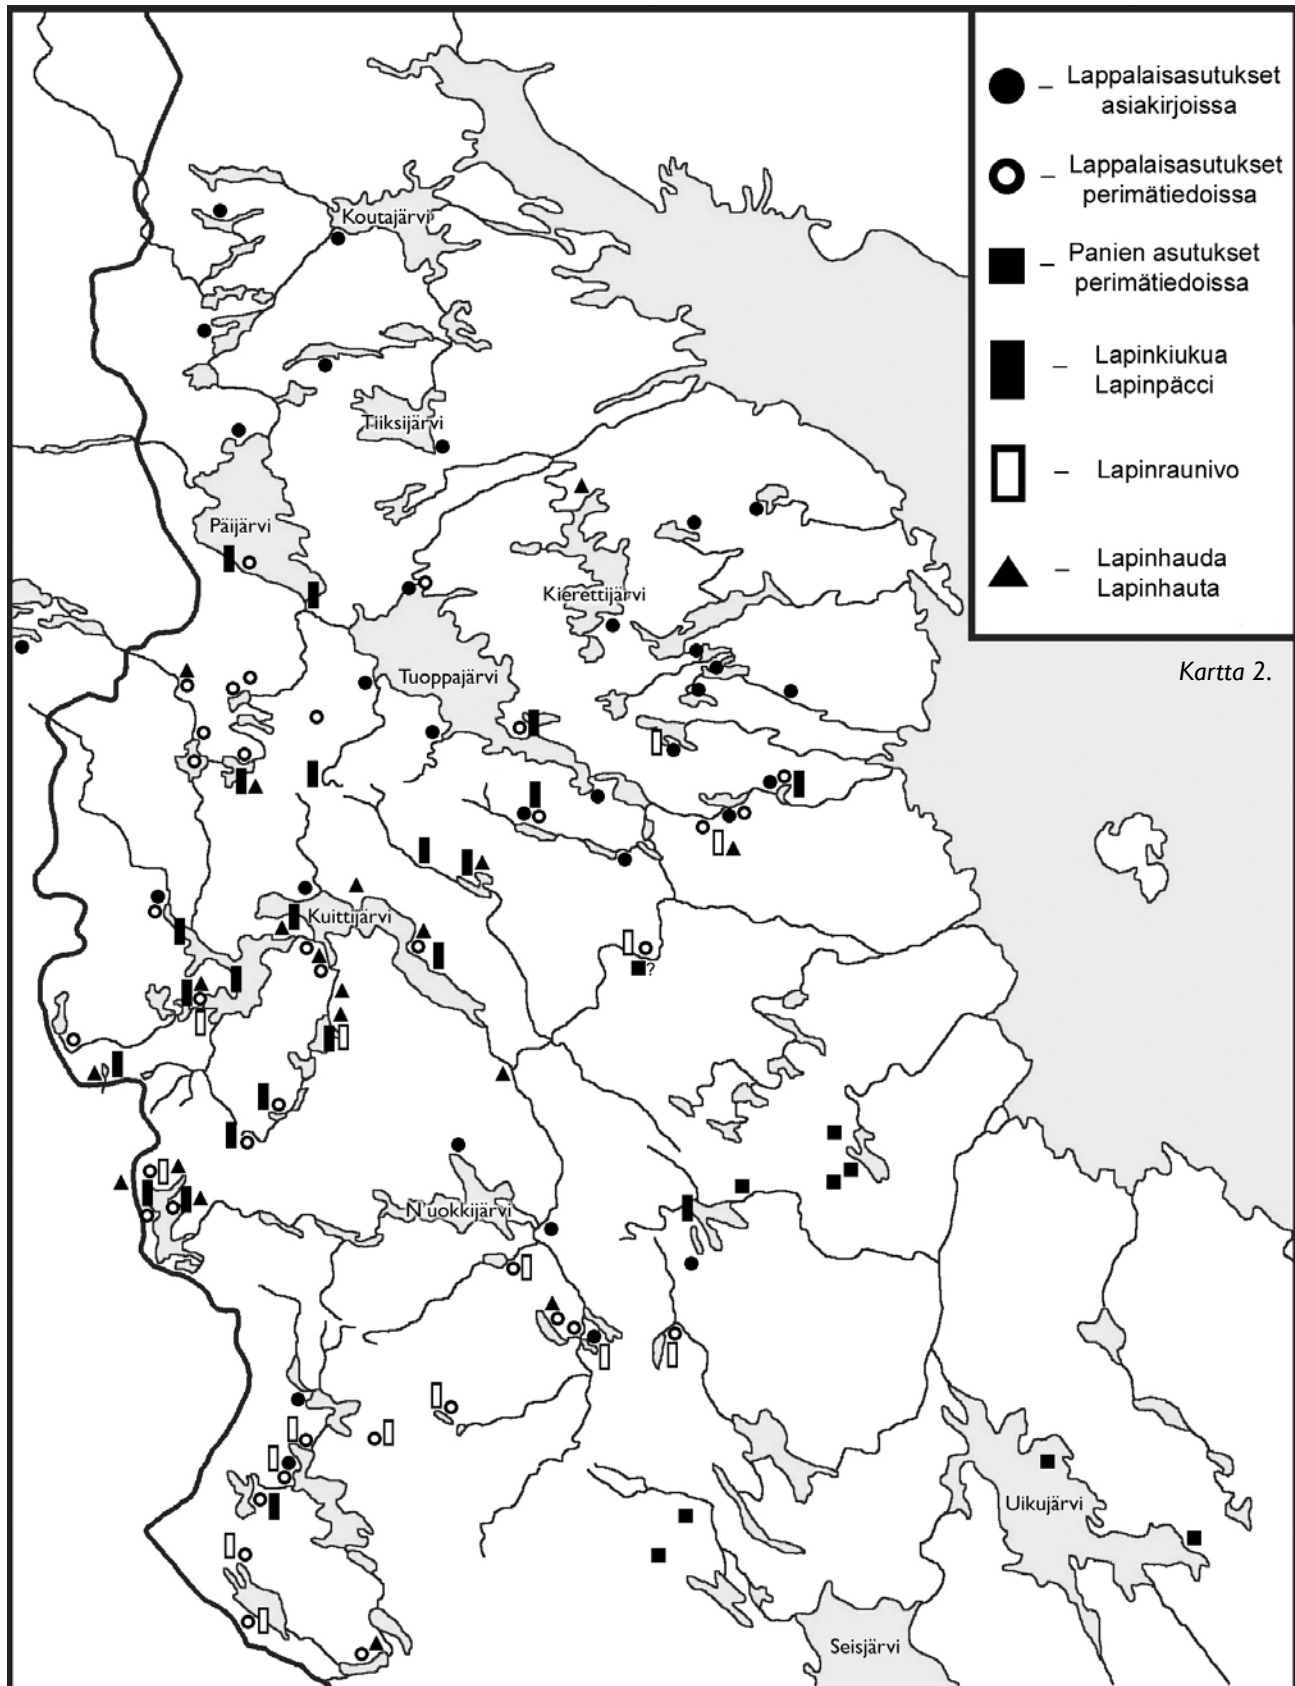 ● – Lappalaisasutukset
asiakirjoissa
Lappalaisasutukset
perimätiedoissa
Panien asutukset
perimätiedoissa
Lapinkiukua
Lapinpäcci
Lapinraunivo
Lapinhauda
Lapinhauta
Kartta 2.
Koutajärvi
Tiiksijärvi
Päijärvi
Kierettijärvi
Tuoppajärvi
Kuittijärvi
?
N'uokkijärvi
Uikujärvi
Seisjärvi